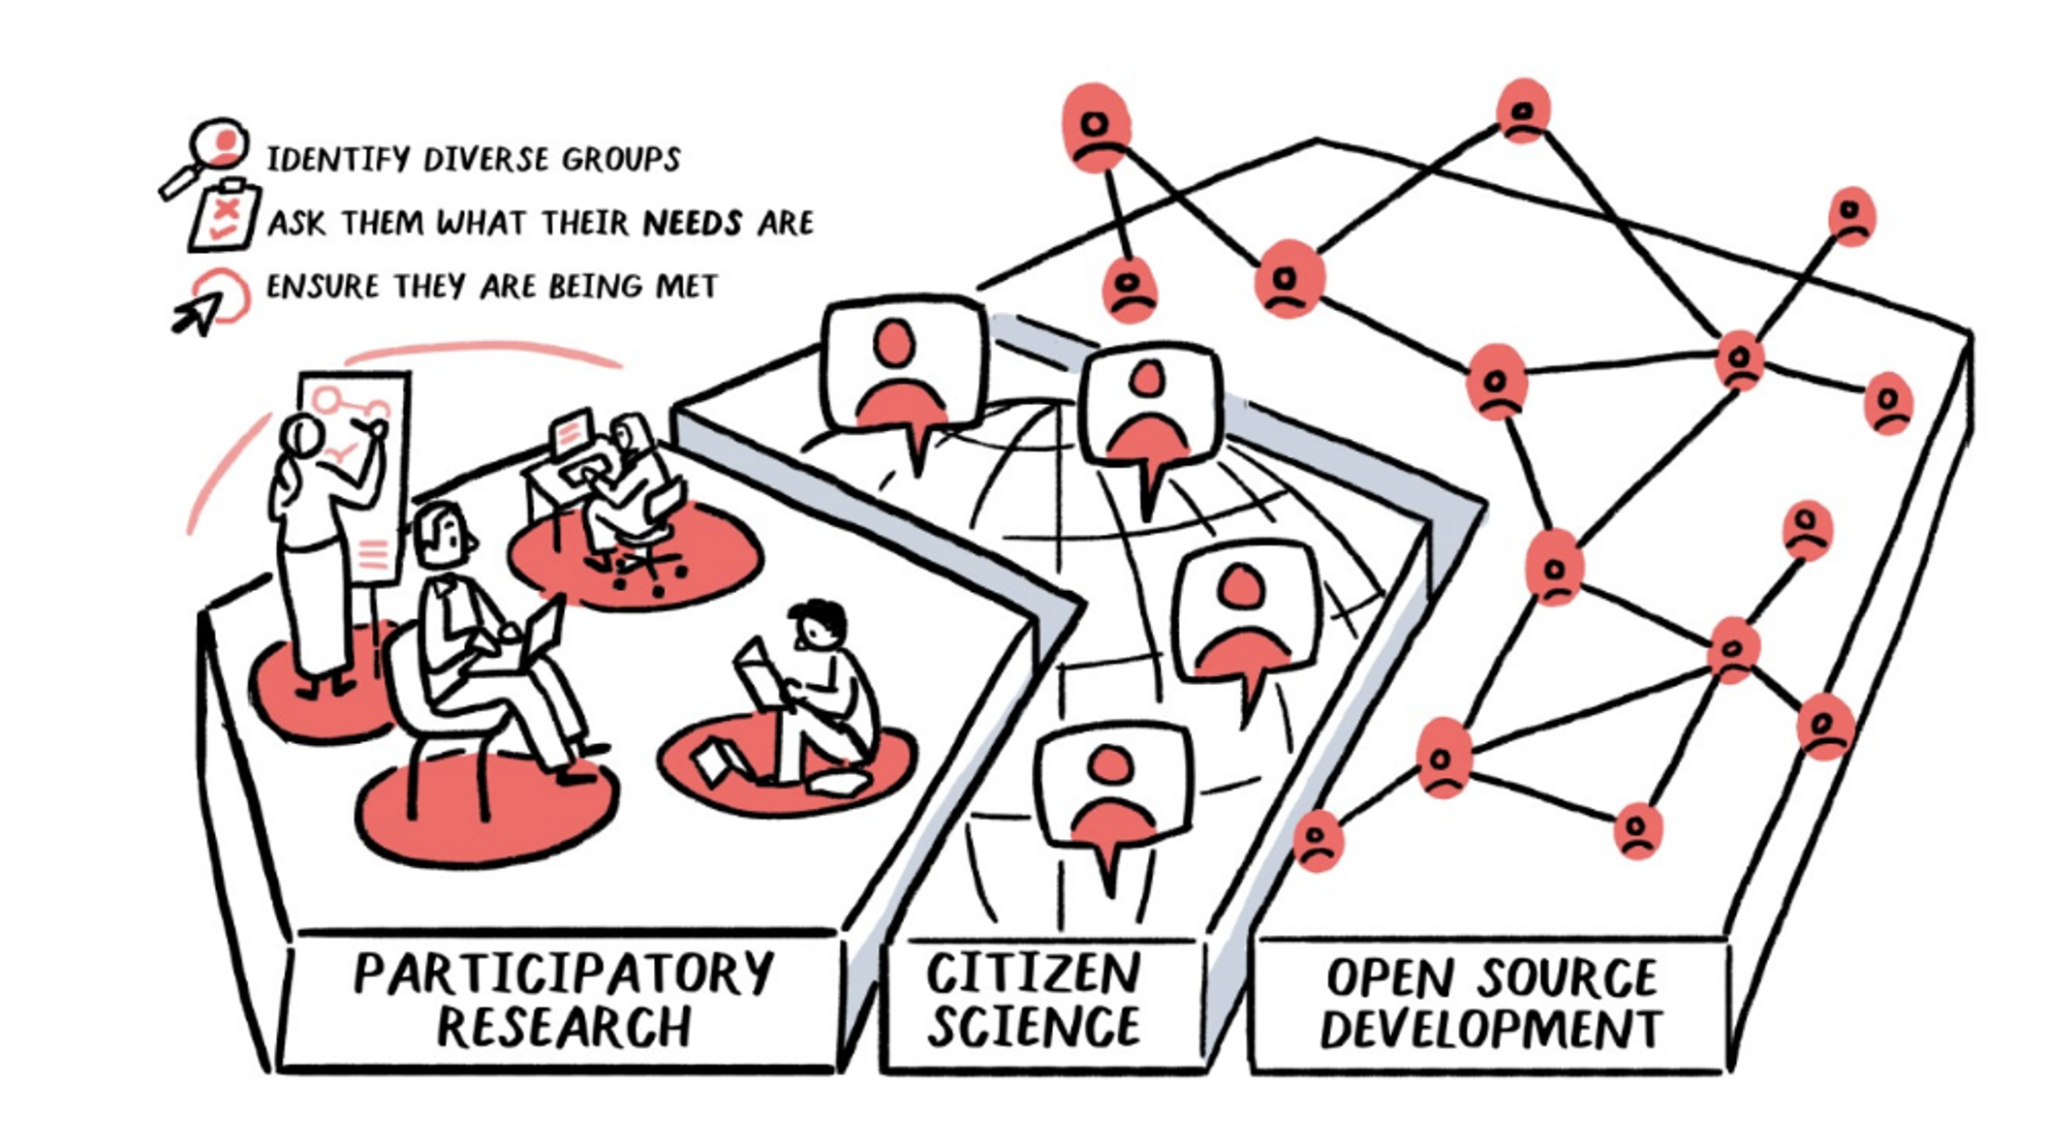 IDENTIFY DIVERSE GROUPS
ASK THEM WHAT THEIR NEEDS ARE
ENSURE THEY ARE BEING MET
PARTICIPATORY
RESEARCH
CITIZEN
SCIENCE
OPEN SOURCE
DEVELOPMENT